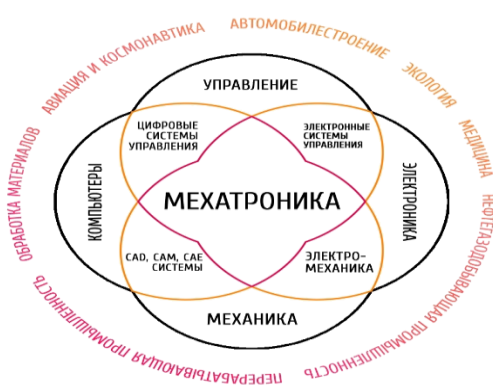 АВИАЦИЯ И КОСМОНАВТИКА
АВТОМОБИЛЕСТРОЕНИЕ
ЭКОЛОГИЯ
МЕДИЦИНА
НЕФТЕГАЗОДОБЫВАЮЩАЯ ПРОМЫШЛЕННОСТЬ
ПЕРЕРАБАТЫВАЮЩАЯ ПРОМЫШЛЕННОСТЬ
ОБРАБОТКА МАТЕРИАЛОВ
УПРАВЛЕНИЕ
ЦИФРОВЫЕ
СИСТЕМЫ
УПРАВЛЕНИЯ
ЭЛЕКТРОННЫЕ
СИСТЕМЫ
УПРАВЛЕНИЯ
КОМПЬЮТЕРЫ
МЕХАТРОНИКА
ЭЛЕКТРОНИКА
CAD, CAM, CAE
СИСТЕМЫ
ЭЛЕКТРО-
МЕХАНИКА
МЕХАНИКА